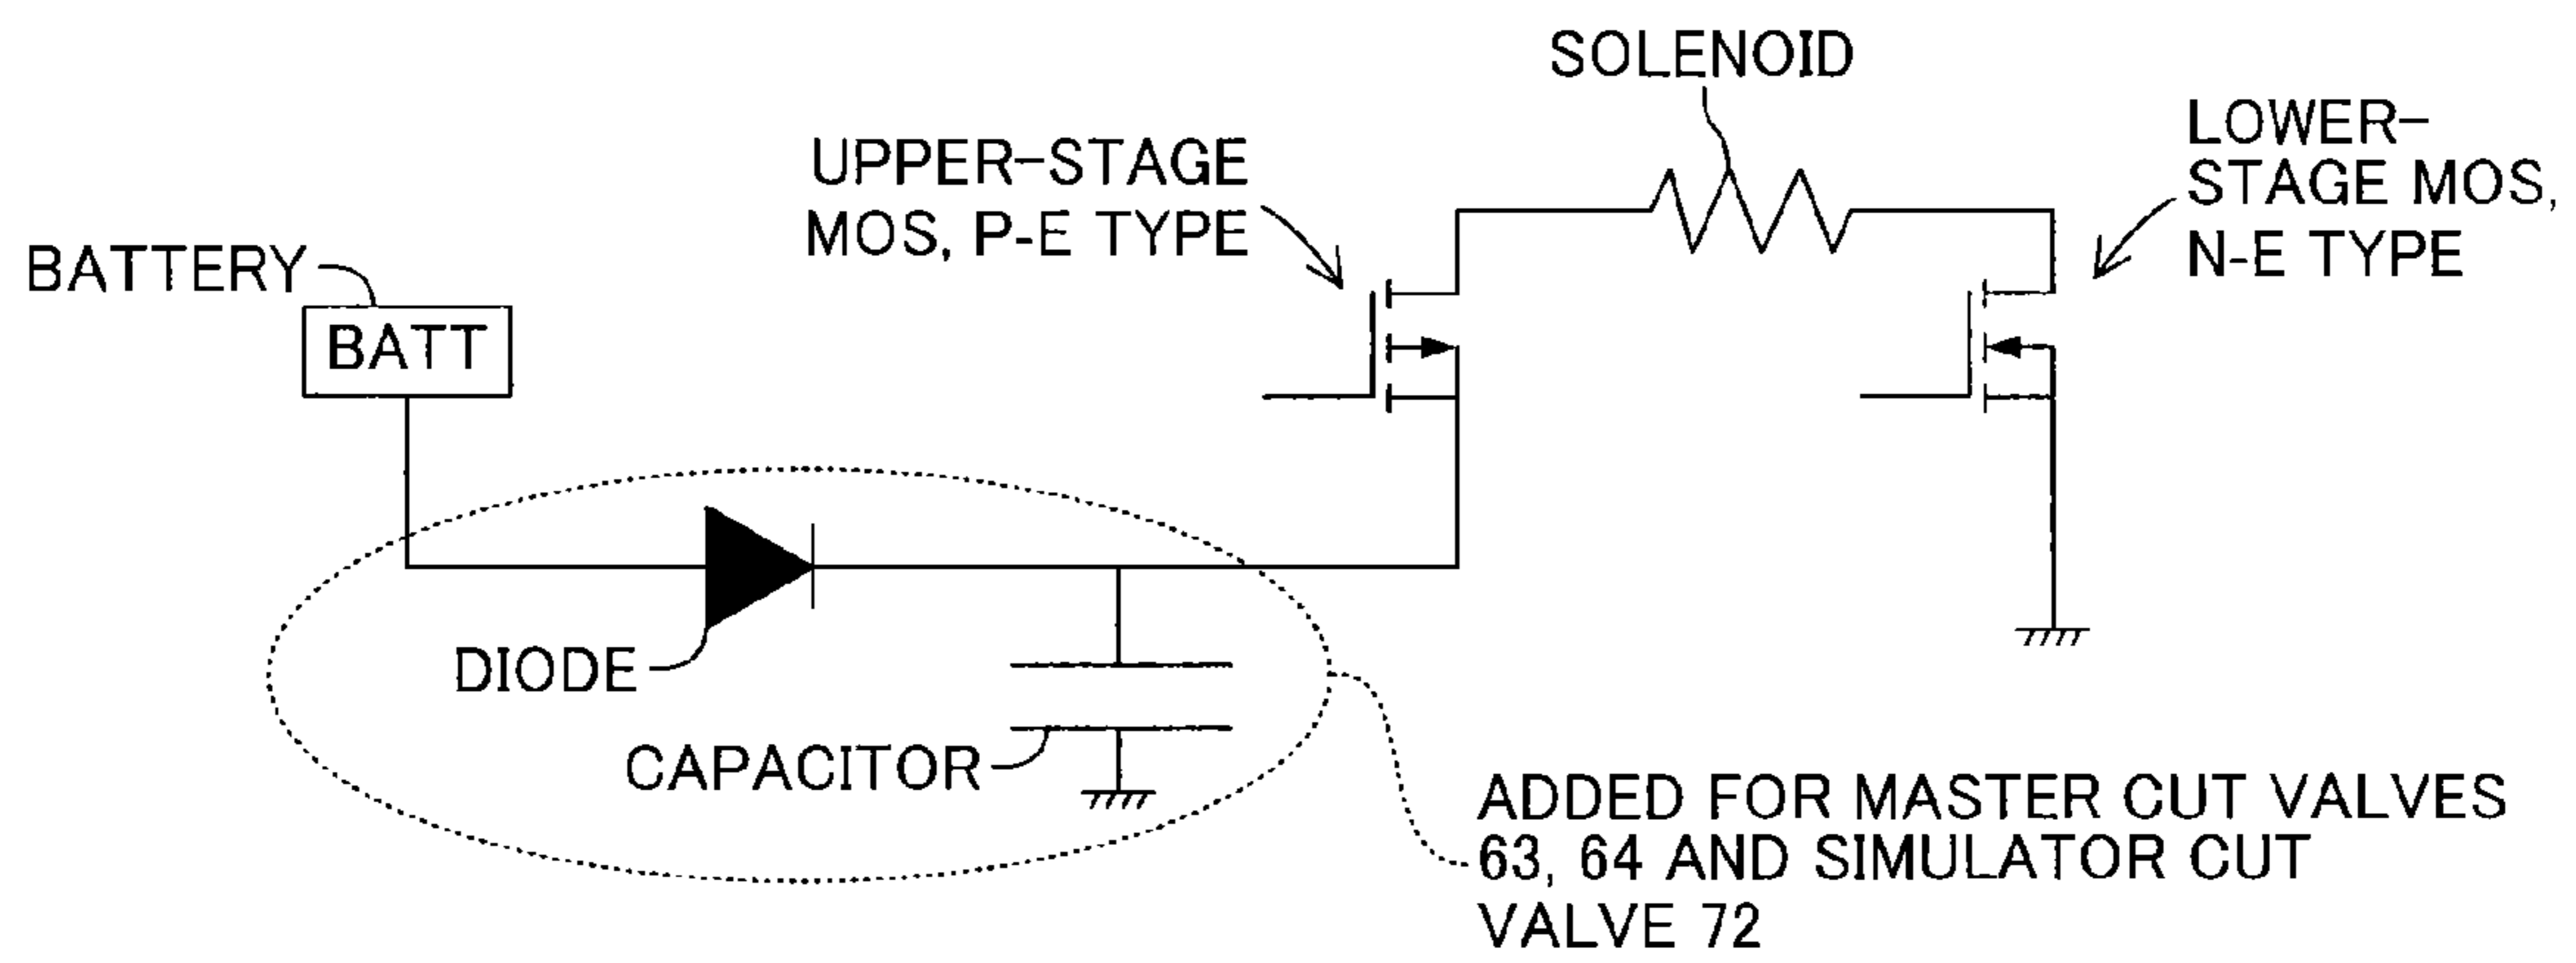 SOLENOID
UPPER-STAGE
MOS, P-E TYPE
LOWER-
STAGE MOS,
N-E TYPE
BATTERY
BATT
DIODE
CAPACITOR
ADDED FOR MASTER CUT VALVES
63, 64 AND SIMULATOR CUT
VALVE 72